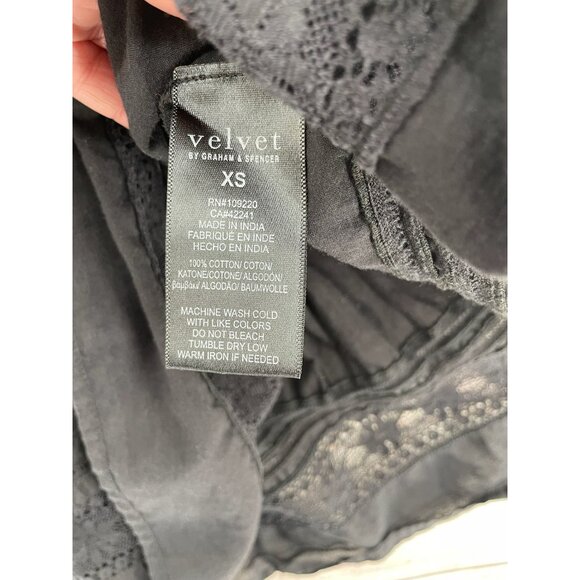 velvet
BY GRAHAM & SPENCER
XS
RN#109220
CA#42241
MADE IN INDIA
FABRIQUÉ EN INDE
HECHO EN INDIA
100% COTTON/ COTON/
KATONE/COTONE/ ALGODÓN/
βαμβακι/ ALGODÃO/ BAUMWOLLE
MACHINE WASH COLD
WITH LIKE COLORS
DO NOT BLEACH
TUMBLE DRY LOW
WARM IRON IF NEEDED